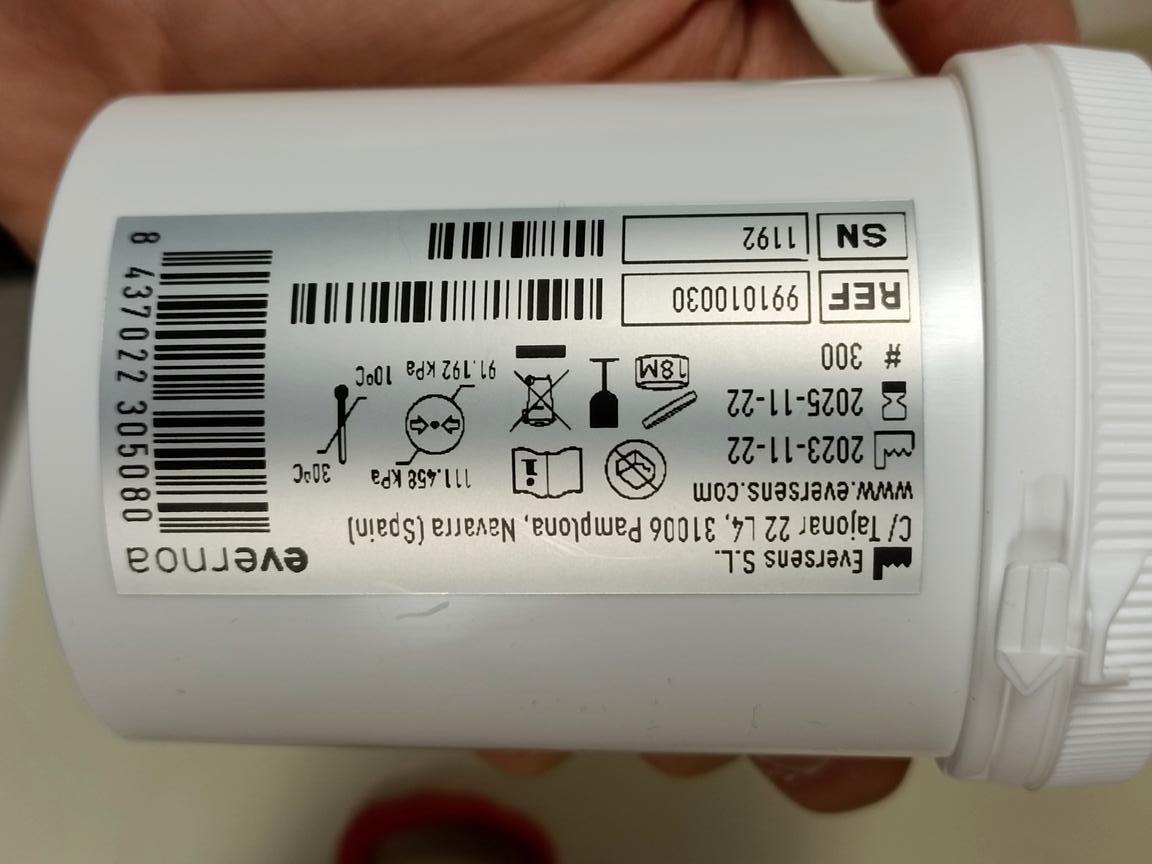 Eversens S.L.
evernoa
C/ Tajonar 22 L4, 31006 Pamplona, Navarra (Spain)
www.eversens.com
2023-11-22
2025-11-22
# 300
i
18M
111.458 kPa
91.192 kPa
30ºC
10ºC
REF 991010030
SN 1192
8 437022 305080